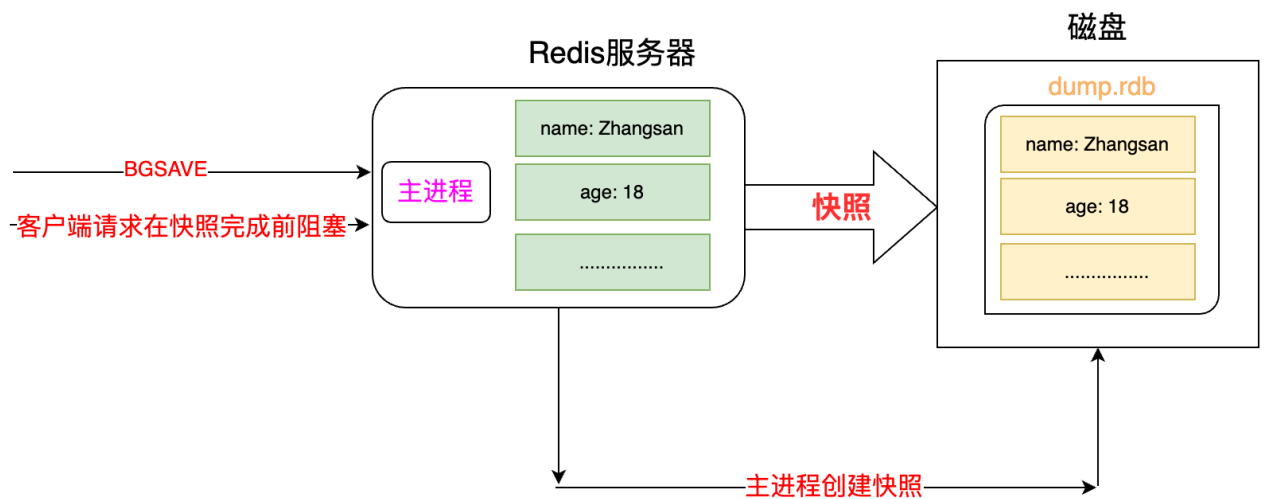 磁盘
Redis服务器
dump.rdb
name: Zhangsan
name: Zhangsan
BGSAVE
主进程
age: 18
快照
age: 18
客户端请求在快照完成前阻塞
................
................
主进程创建快照